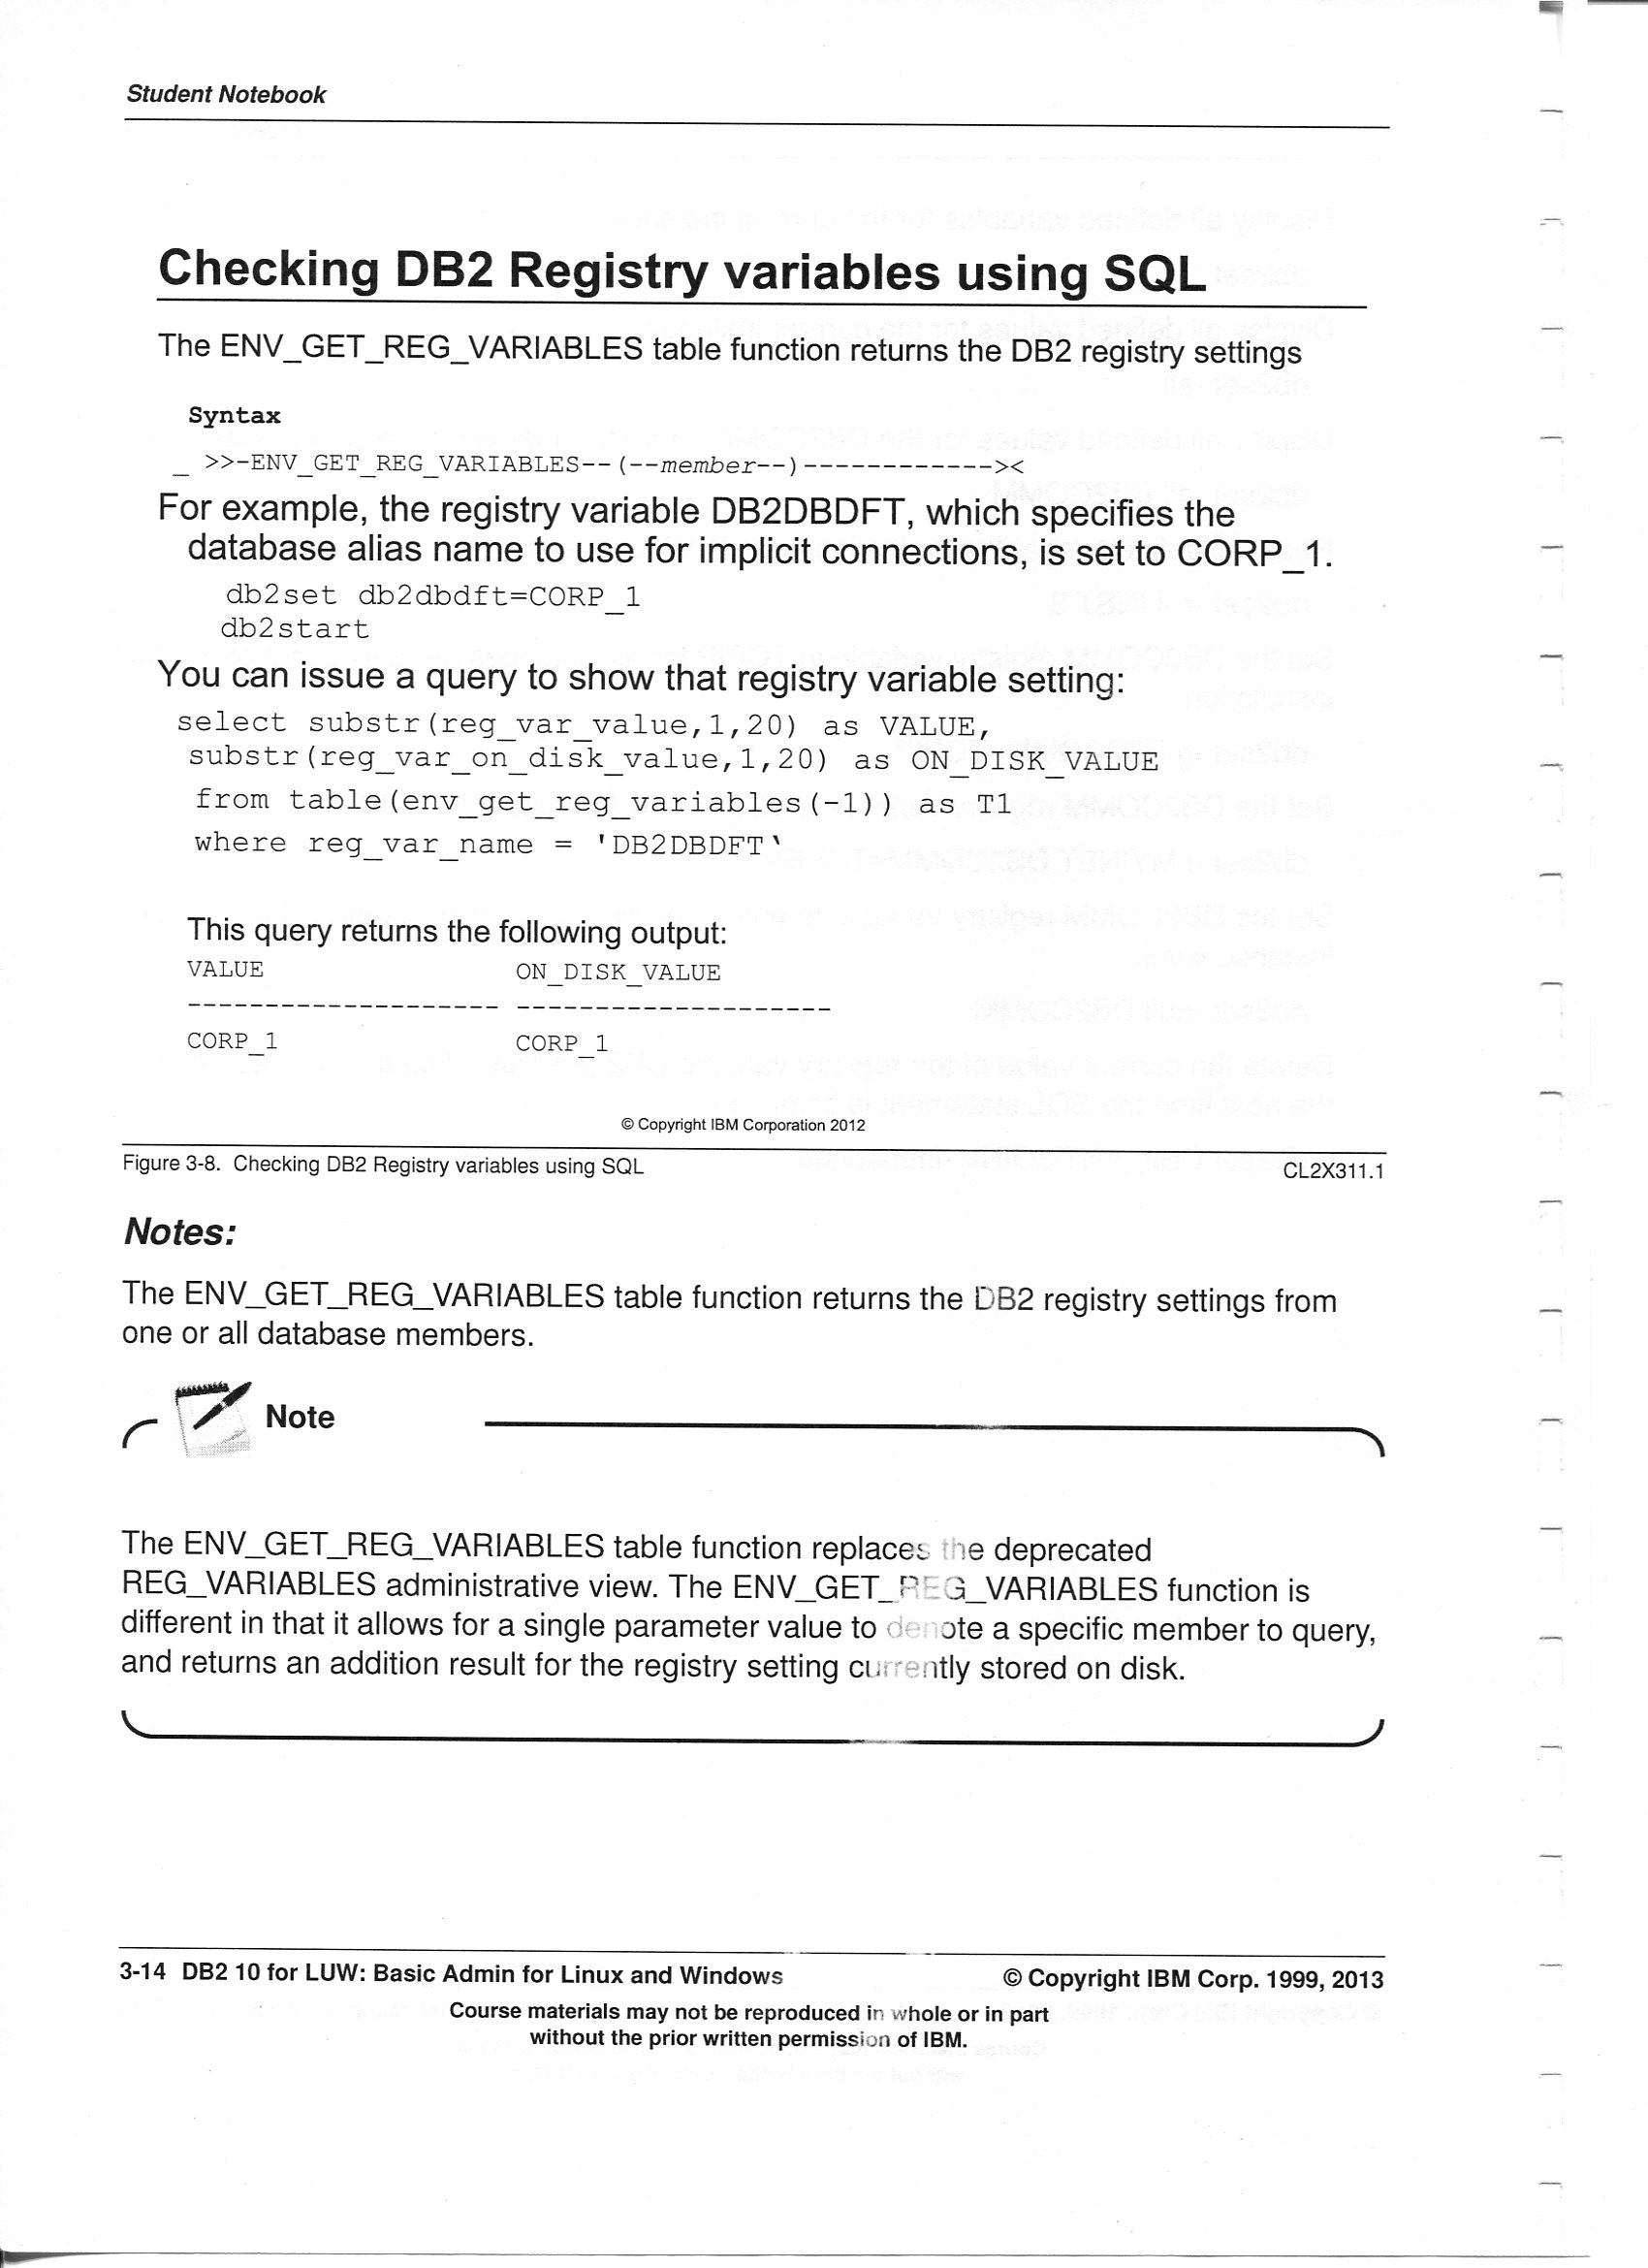 Student Notebook
Checking DB2 Registry variables using SQL
The ENV_GET_REG_VARIABLES table function returns the DB2 registry settings
Syntax
_ >>-ENV_GET_REG_VARIABLES--(--member--)------------><
For example, the registry variable DB2DBDFT, which specifies the
database alias name to use for implicit connections, is set to CORP_1.
db2set db2dbdft=CORP_1
db2start
You can issue a query to show that registry variable setting:
select substr(reg_var_value,1,20) as VALUE,
substr(reg_var_on_disk_value,1,20) as ON_DISK_VALUE
from table(env_get_reg_variables(-1)) as T1
where reg_var_name = 'DB2DBDFT‛
This query returns the following output:
VALUE ON_DISK_VALUE
-------------------- --------------------
CORP_1 CORP_1
© Copyright IBM Corporation 2012
Figure 3-8. Checking DB2 Registry variables using SQL CL2X311.1
Notes:
The ENV_GET_REG_VARIABLES table function returns the DB2 registry settings from
one or all database members.
Note
The ENV_GET_REG_VARIABLES table function replaces the deprecated
REG_VARIABLES administrative view. The ENV_GET_REG_VARIABLES function is
different in that it allows for a single parameter value to denote a specific member to query,
and returns an addition result for the registry setting currently stored on disk.
3-14 DB2 10 for LUW: Basic Admin for Linux and Windows © Copyright IBM Corp. 1999, 2013
Course materials may not be reproduced in whole or in part
without the prior written permission of IBM.